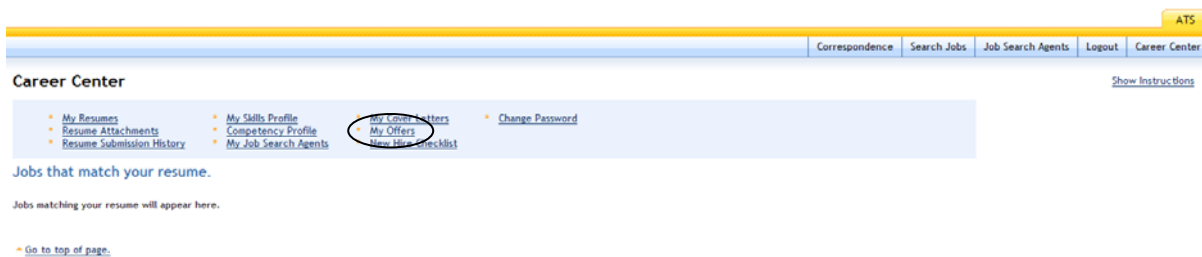 ATS
Correspondence Search Jobs Job Search Agents Logout Career Center
Career Center
Show Instructions
My Resumes My Skills Profile My Cover Letters Change Password
Resume Attachments Competency Profile My Offers
Resume Submission History My Job Search Agents New Hire Checklist
Jobs that match your resume.
Jobs matching your resume will appear here.
Go to top of page.